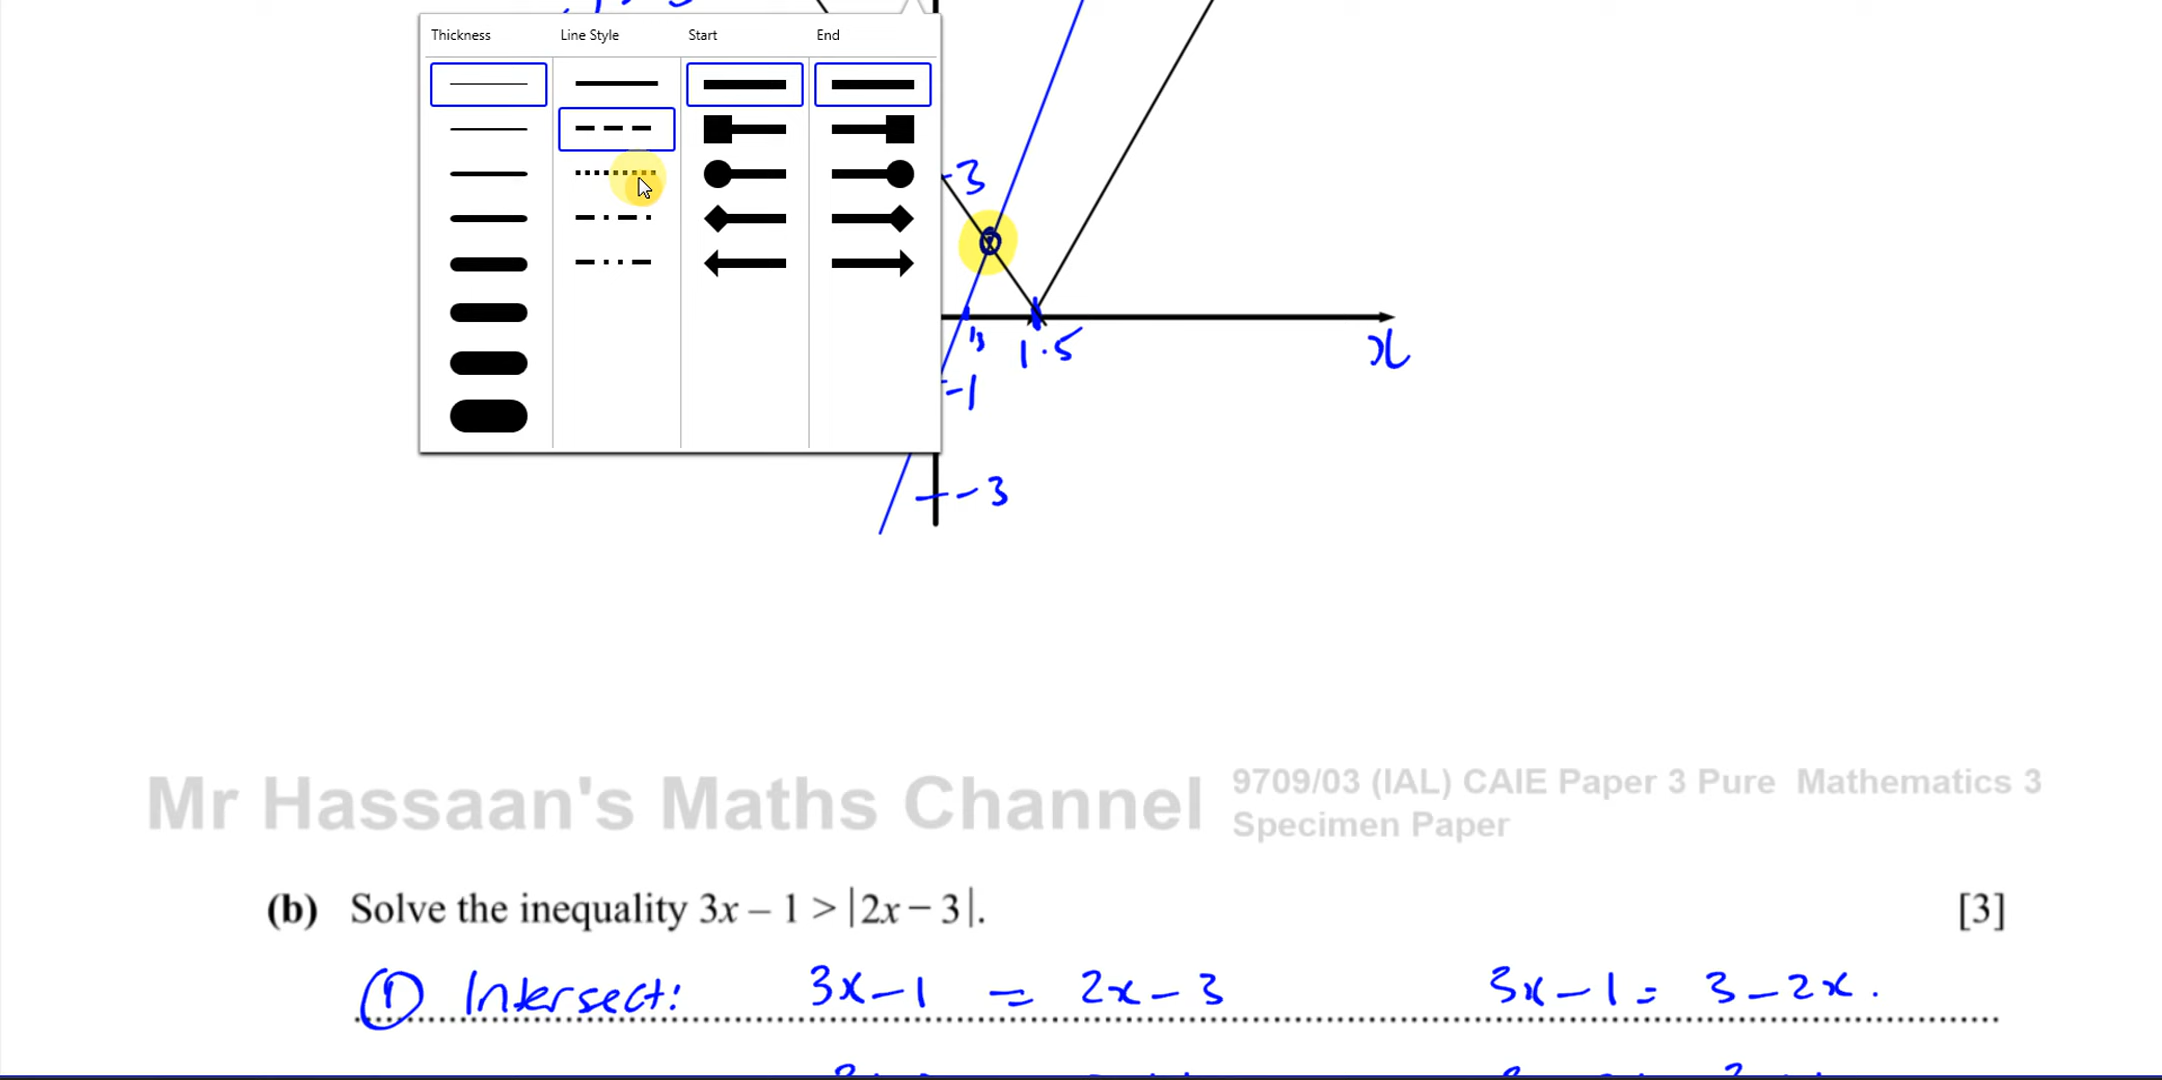 Thickness Line Style Start End
3
1.5
x
-1
-3
Mr Hassaan's Maths Channel
9709/03 (IAL) CAIE Paper 3 Pure Mathematics 3
Specimen Paper
(b) Solve the inequality 3x – 1 > |2x – 3|. [3]
① Intersect: 3x – 1 = 2x – 3 3x – 1 = 3 – 2x.